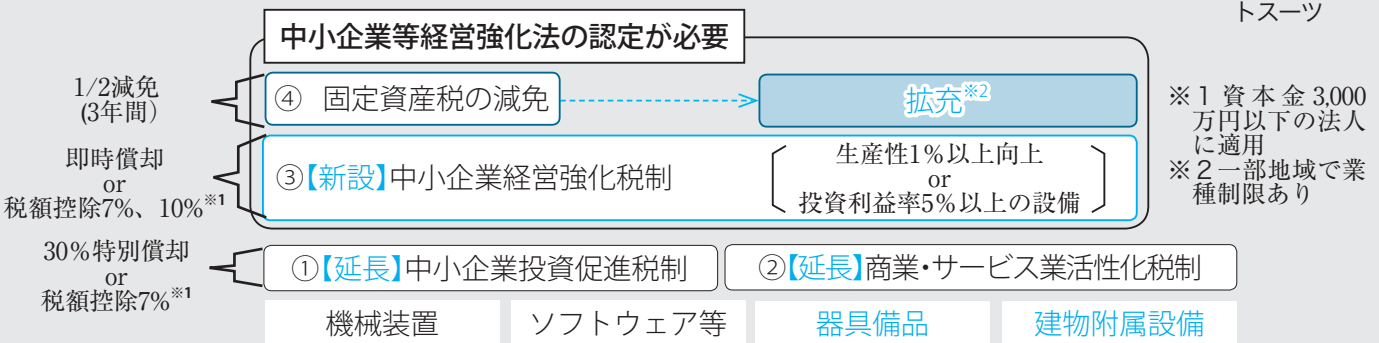 トスーツ
中小企業等経営強化法の認定が必要
1/2減免
(3年間)
④ 固定資産税の減免
拡充※2
即時償却
or
税額控除7%、10%※1
③【新設】中小企業経営強化税制
生産性1%以上向上
or
投資利益率5%以上の設備
※1 資本金3,000
万円以下の法人
に適用
※2 一部地域で業
種制限あり
30%特別償却
or
税額控除7%※1
①【延長】中小企業投資促進税制
②【延長】商業・サービス業活性化税制
機械装置
ソフトウェア等
器具備品
建物附属設備